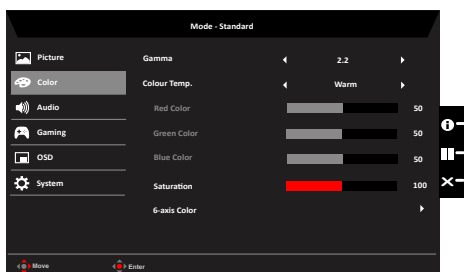 Mode - Standard
Picture
Gamma 2.2
Color
Colour Temp. Warm
Audio
Red Color 50
Gaming
Green Color 50
OSD
Blue Color 50
System
Saturation 100
6-axis Color
Move Enter